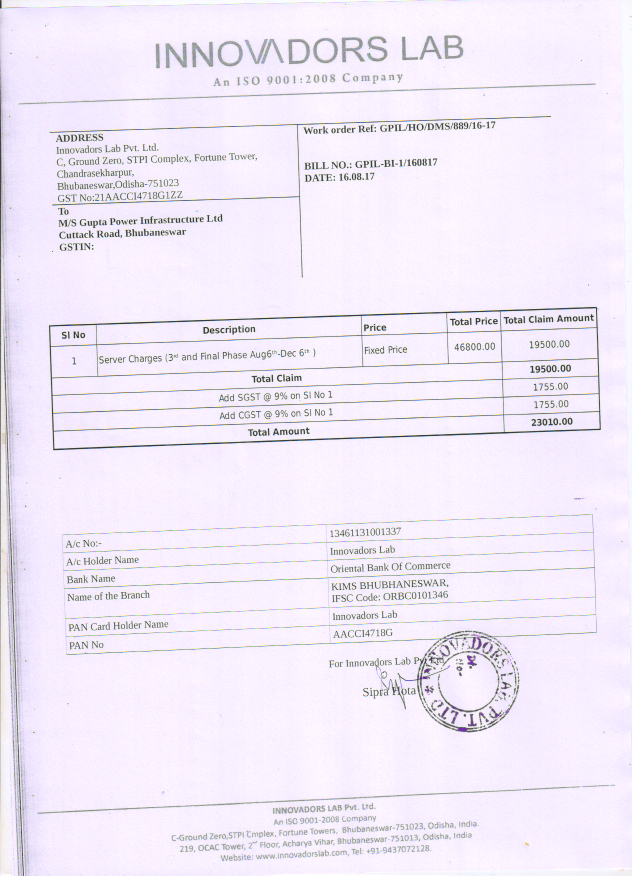 INNOVADORS LAB
An ISO 9001:2008 Company
ADDRESS
Innovadors Lab Pvt. Ltd.
C, Ground Zero, STPI Complex, Fortune Tower,
Chandrasekharpur,
Bhubaneswar,Odisha-751023
GST No:21AACCI4718G1ZZ
To
M/S Gupta Power Infrastructure Ltd
Cuttack Road, Bhubaneswar
GSTIN:
Work order Ref: GPIL/HO/DMS/889/16-17
BILL NO.: GPIL-BI-1/160817
DATE: 16.08.17
Sl No Description Price Total Price Total Claim Amount
1 Server Charges (3rd and Final Phase Aug6th-Dec 6th ) Fixed Price 46800.00 19500.00
Total Claim 19500.00
Add SGST @ 9% on Sl No 1 1755.00
Add CGST @ 9% on Sl No 1 1755.00
Total Amount 23010.00
A/c No:- 13461131001337
A/c Holder Name Innovadors Lab
Bank Name Oriental Bank Of Commerce
Name of the Branch KIMS BHUBHANESWAR,
IFSC Code: ORBC0101346
PAN Card Holder Name Innovadors Lab
PAN No AACCI4718G
For Innovadors Lab Pvt Ltd
Sipra Hota
INNOVADORS LAB PVT. LTD
INNOVADORS LAB Pvt. Ltd.
An ISO 9001-2008 Company
C-Ground Zero,STPI Cmplex, Fortune Towers, Bhubaneswar-751023, Odisha, India.
219, OCAC Tower, 2nd Floor, Acharya Vihar, Bhubaneswar-751013, Odisha, India
Website: www.innovadorslab.com, Tel: +91-9437072128.